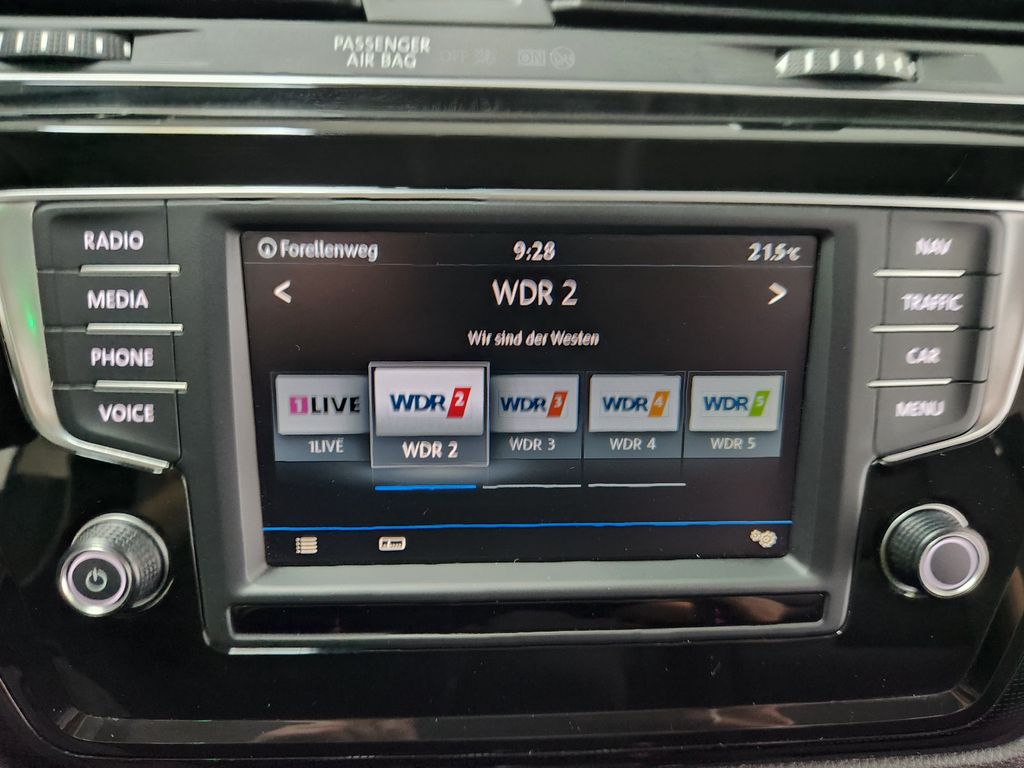 PASSENGER
AIR BAG OFF ON
RADIO
MEDIA
PHONE
VOICE
Forellenweg 9:28 21.5°C
< WDR 2 >
Wir sind der Westen
1LIVE WDR 2 WDR 3 WDR 4 WDR 5
1LIVE WDR 2 WDR 3 WDR 4 WDR 5
NAV
TRAFFIC
CAR
MENU